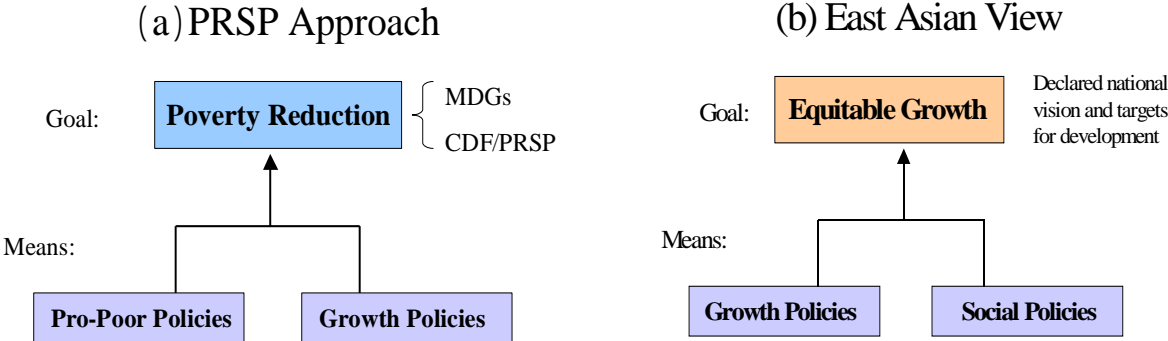 (a) PRSP Approach
Goal:
Poverty Reduction
MDGs
CDF/PRSP
Means:
Pro-Poor Policies
Growth Policies
(b) East Asian View
Goal:
Equitable Growth
Declared national
vision and targets
for development
Means:
Growth Policies
Social Policies